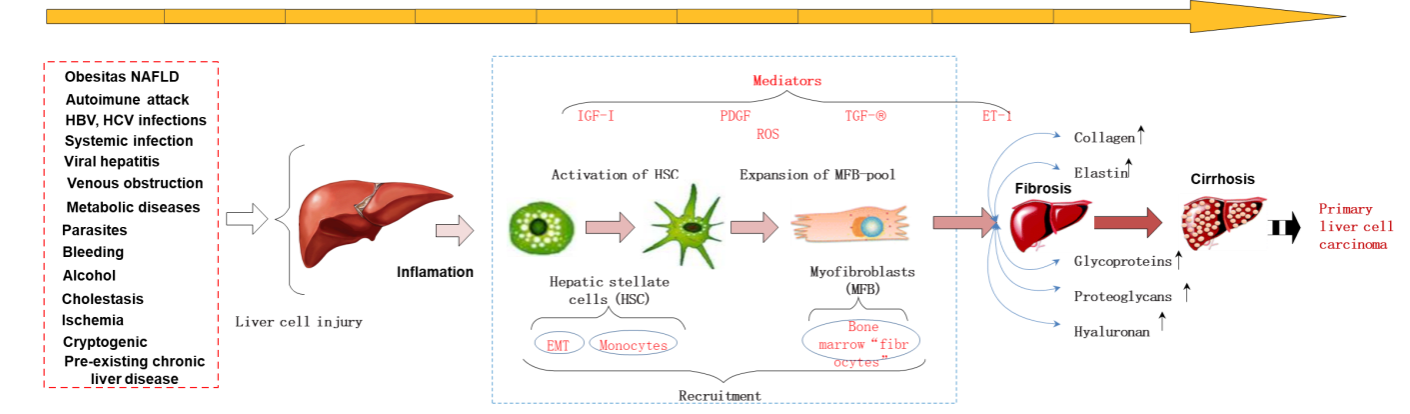 Obesitas NAFLD
Autoimune attack
HBV, HCV infections
Systemic infection
Viral hepatitis
Venous obstruction
Metabolic diseases
Parasites
Bleeding
Alcohol
Cholestasis
Ischemia
Cryptogenic
Pre-existing chronic
liver disease
Liver cell injury
Inflamation
Mediators
IGF-I PDGF TGF-® ET-1
ROS
Activation of HSC
Expansion of MFB-pool
Hepatic stellate
cells (HSC)
EMT
Monocytes
Myofibroblasts
(MFB)
Bone
marrow “fibr
ocytes”
Recruitment
Collagen↑
Elastin↑
Fibrosis
Glycoproteins↑
Proteoglycans ↑
Hyaluronan ↑
Cirrhosis
Primary
liver cell
carcinoma